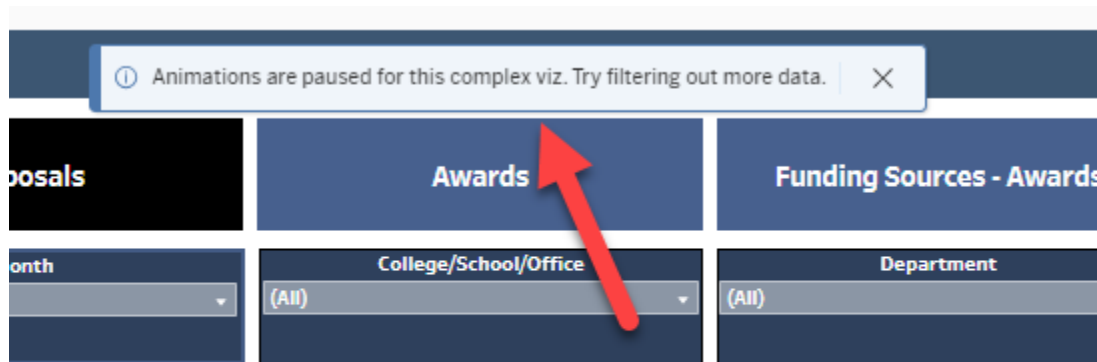 Animations are paused for this complex viz. Try filtering out more data.
posals
Awards
Funding Sources - Awards
onth
College/School/Office
Department
(All)
(All)